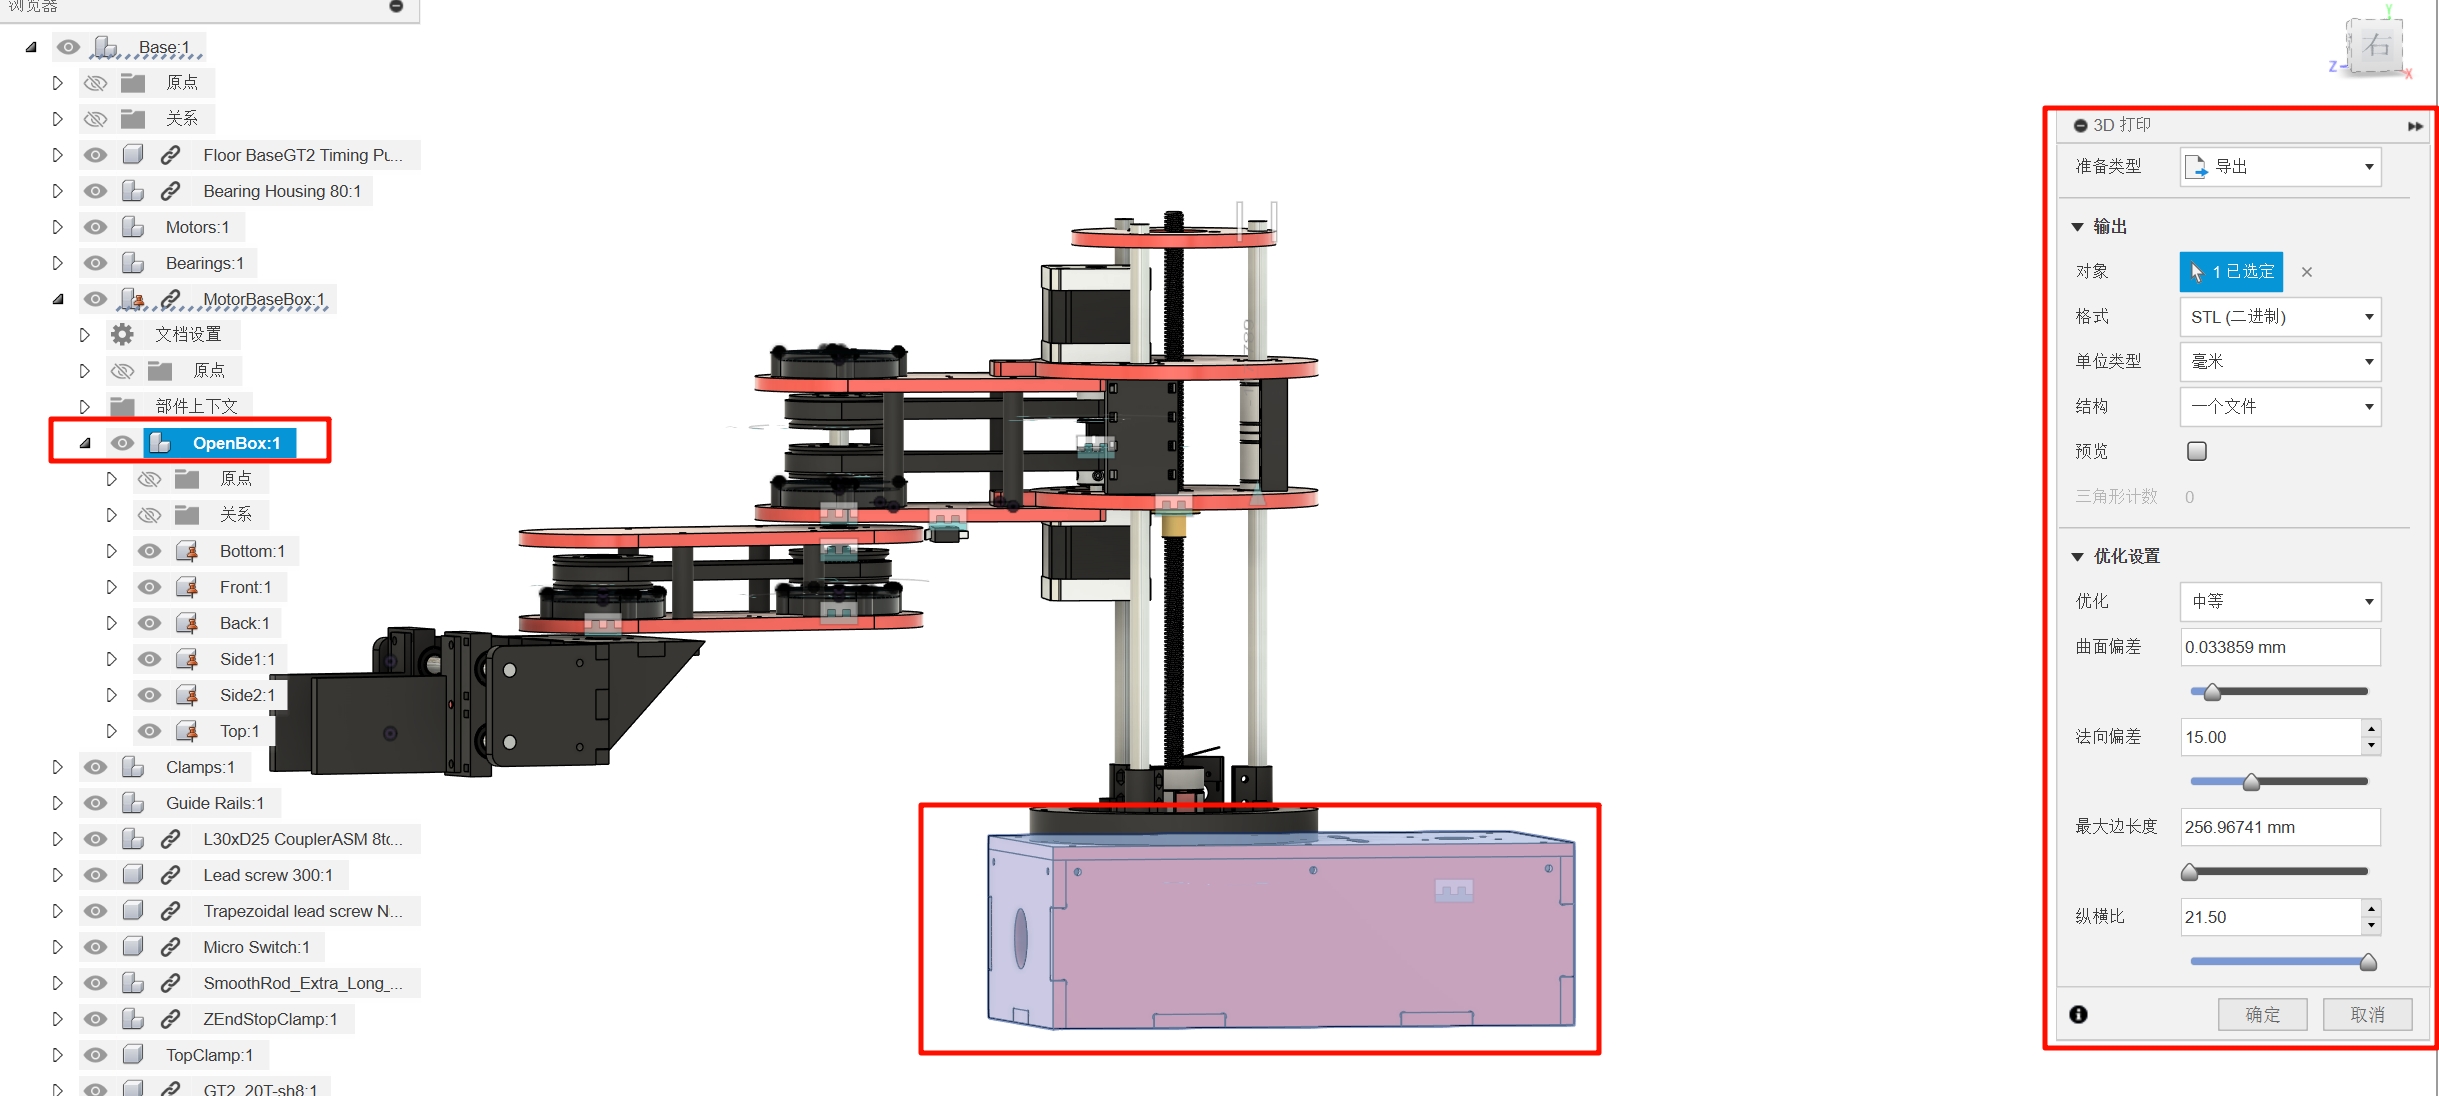 浏览器
Base:1
原点
关系
Floor BaseGT2 Timing Pu...
Bearing Housing 80:1
Motors:1
Bearings:1
MotorBaseBox:1
文档设置
原点
部件上下文
OpenBox:1
原点
关系
Bottom:1
Front:1
Back:1
Side1:1
Side2:1
Top:1
Clamps:1
Guide Rails:1
L30xD25 CouplerASM 8to...
Lead screw 300:1
Trapezoidal lead screw N...
Micro Switch:1
SmoothRod_Extra_Long_...
ZEndStopClamp:1
TopClamp:1
GT2_20T-sh8:1
Y
右
Z
X
3D 打印
准备类型 导出
输出
对象 1 已选定
格式 STL (二进制)
单位类型 毫米
结构 一个文件
预览
三角形计数 0
优化设置
优化 中等
曲面偏差 0.033859 mm
法向偏差 15.00
最大边长度 256.96741 mm
纵横比 21.50
确定 取消